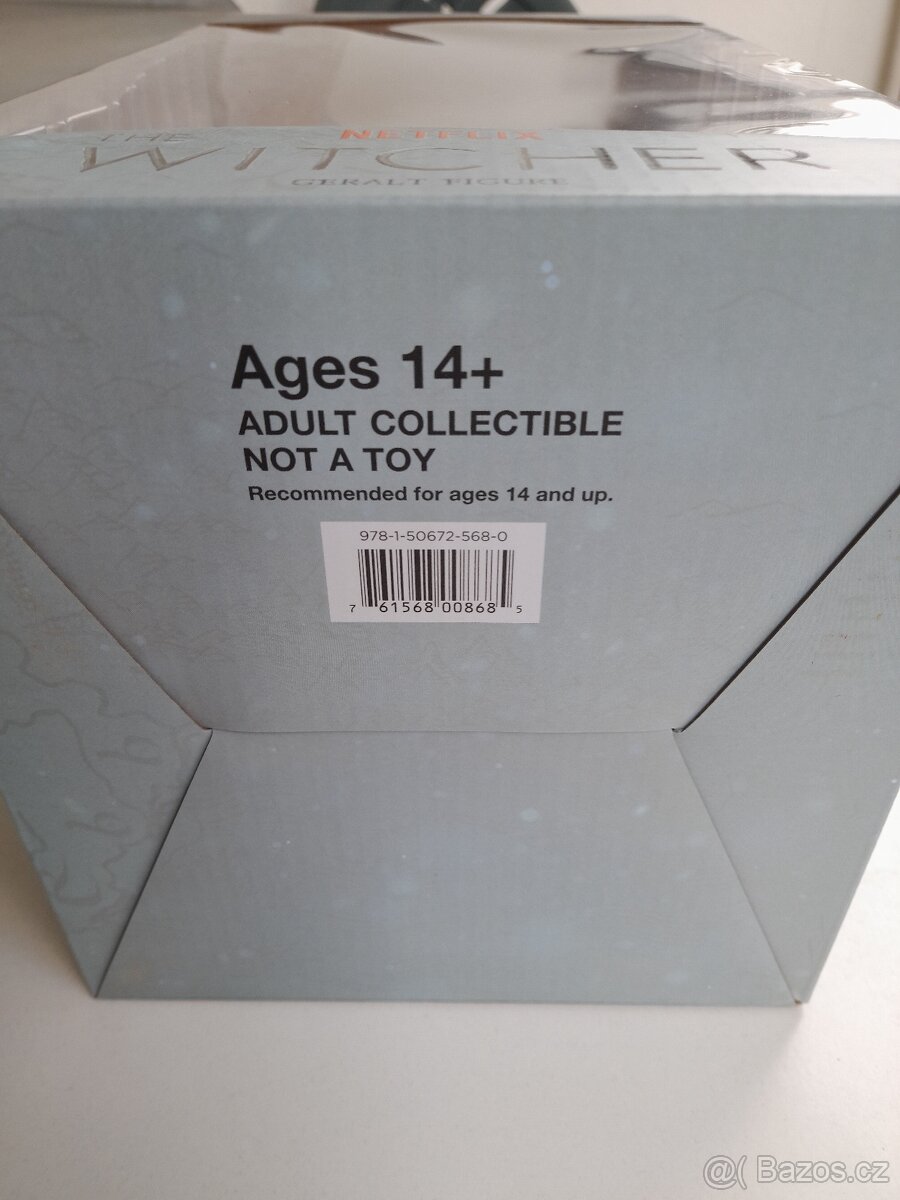 NETFLIX
THE
WITCHER
GERALT FIGURE
Ages 14+
ADULT COLLECTIBLE
NOT A TOY
Recommended for ages 14 and up.
978-1-50672-568-0
7 61568 00868 5
@( Bazos.cz